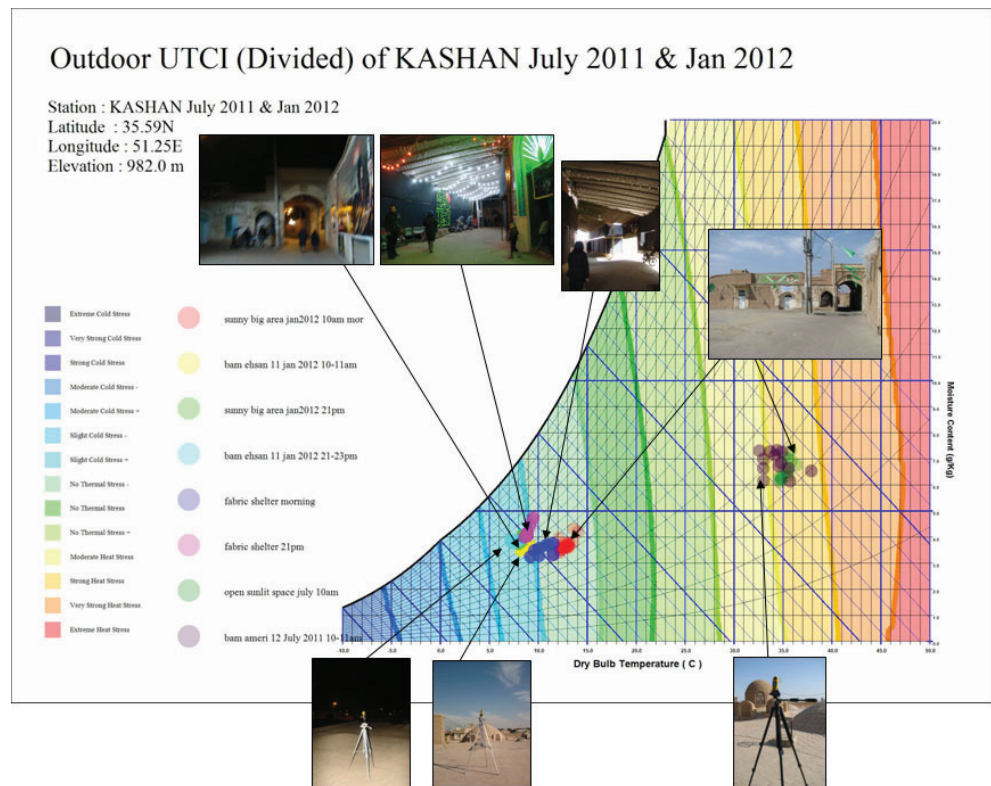 Outdoor UTCI (Divided) of KASHAN July 2011 & Jan 2012
Station : KASHAN July 2011 & Jan 2012
Latitude : 35.59N
Longitude : 51.25E
Elevation : 982.0 m
Extreme Cold Stress
Very Strong Cold Stress
Strong Cold Stress
Moderate Cold Stress -
Moderate Cold Stress +
Slight Cold Stress -
Slight Cold Stress +
No Thermal Stress -
No Thermal Stress
No Thermal Stress +
Moderate Heat Stress
Strong Heat Stress
Very Strong Heat Stress
Extreme Heat Stress
sunny big area jan2012 10am mor
bam ehsan 11 jan 2012 10-11am
sunny big area jan2012 21pm
bam ehsan 11 jan 2012 21-23pm
fabric shelter morning
fabric shelter 21pm
open sunlit space july 10am
bam ameri 12 July 2011 10-11am
Moisture Content (g/Kg)
-10.0 0.0 5.0 10.0 15.0 20.0 25.0 30.0 35.0 40.0 45.0 50.0
Dry Bulb Temperature ( C )